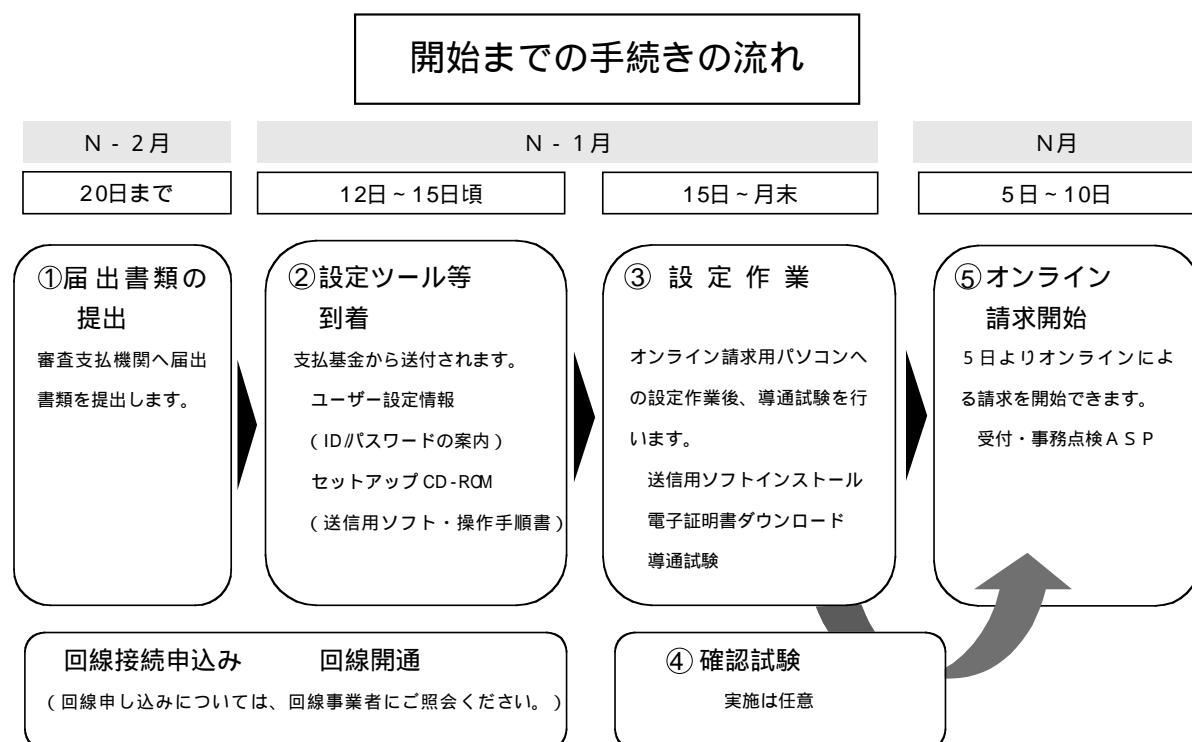 開始までの手続きの流れ
N-2月
N-1月
N月
20日まで
12日~15日頃
15日~月末
5日~10日
①届出書類の
提出
審査支払機関へ届出
書類を提出します。
②設定ツール等
到着
支払基金から送付されます。
ユーザー設定情報
(ID/パスワードの案内)
セットアップCD-ROM
(送信用ソフト・操作手順書)
③設定作業
オンライン請求用パソコンへ
の設定作業後、導通試験を行
います。
送信用ソフトインストール
電子証明書ダウンロード
導通試験
⑤オンライン
請求開始
5日よりオンラインによ
る請求を開始できます。
受付・事務点検ASP
回線接続申込み 回線開通
(回線申し込みについては、回線事業者にご照会ください。)
④確認試験
実施は任意